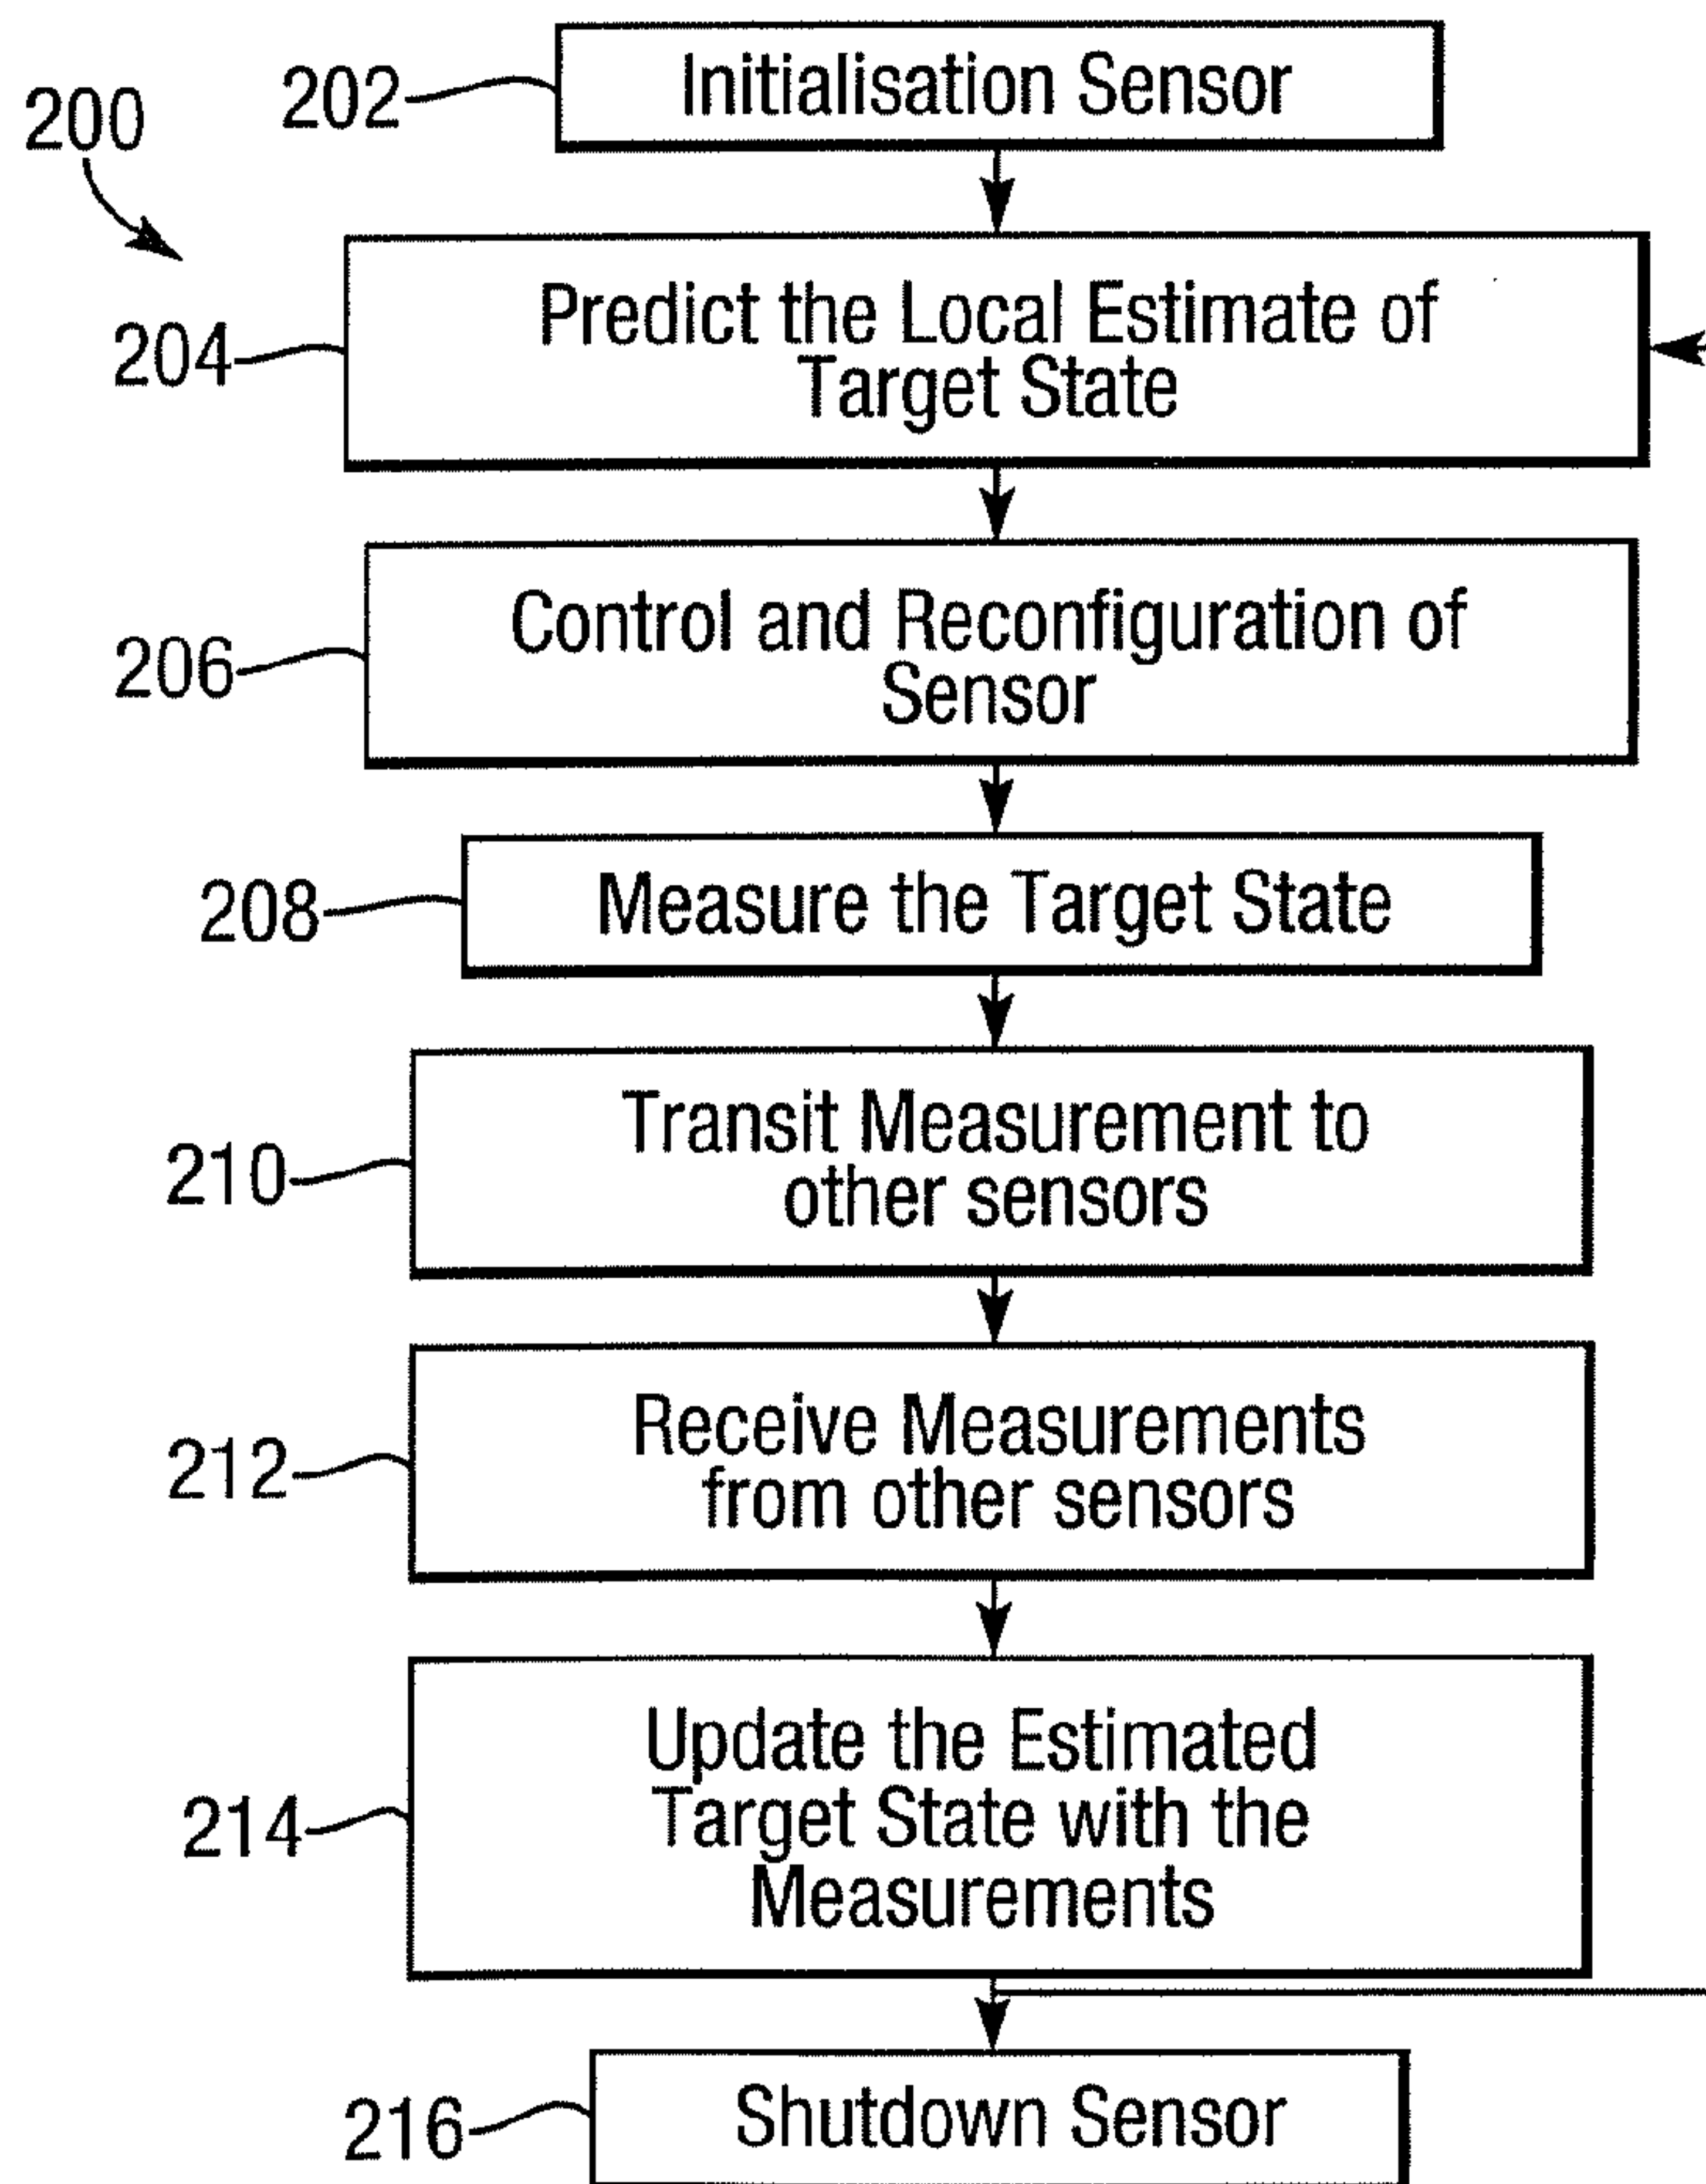 200
202
Initialisation Sensor
204
Predict the Local Estimate of
Target State
206
Control and Reconfiguration of
Sensor
208
Measure the Target State
210
Transit Measurement to
other sensors
212
Receive Measurements
from other sensors
214
Update the Estimated
Target State with the
Measurements
216
Shutdown Sensor